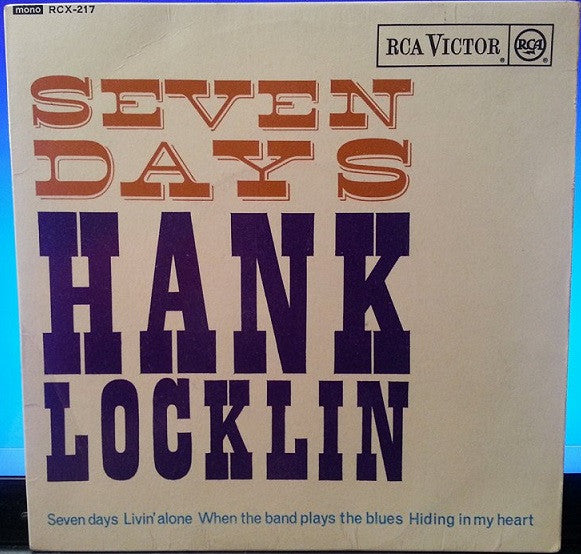 mono RCX-217
RCA VICTOR RCA
SEVEN
DAYS
HANK
LOCKLIN
Seven days Livin' alone When the band plays the blues Hiding in my heart